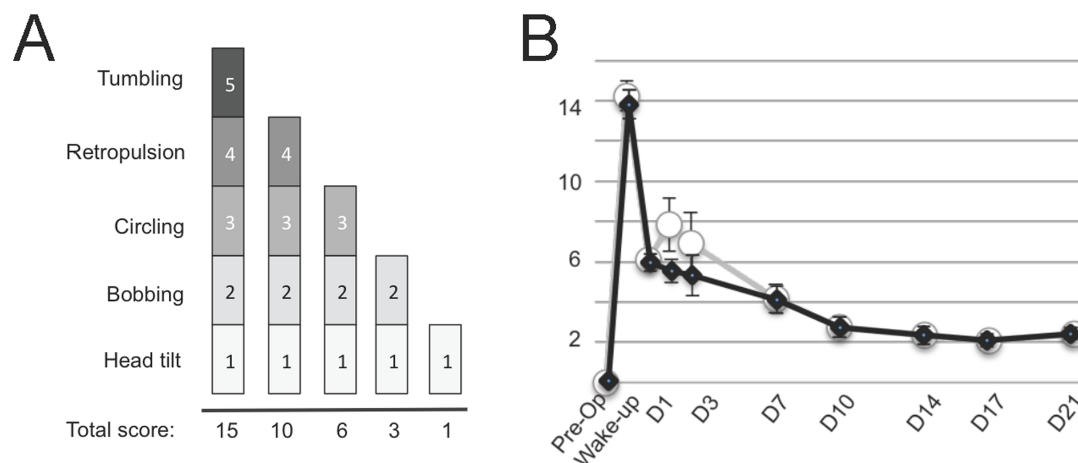 A
Tumbling 5
Retropulsion 4 4
Circling 3 3 3
Bobbing 2 2 2 2
Head tilt 1 1 1 1 1
Total score: 15 10 6 3 1
B
14
10
6
2
Pre-Op Wake-up D1 D3 D7 D10 D14 D17 D21